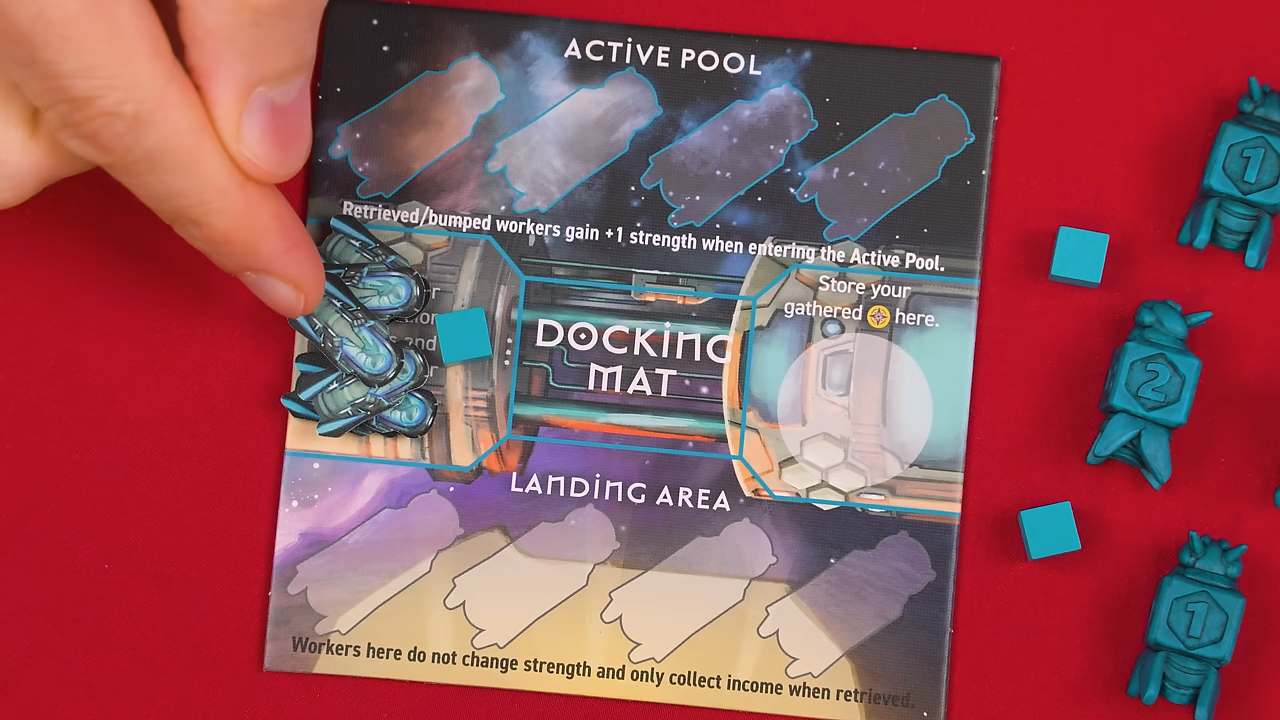 ACTIVE POOL
Retrieved/bumped workers gain +1 strength when entering the Active Pool.
Store your
gathered here.
DOCKING
MAT
LANDING AREA
Workers here do not change strength and only collect income when retrieved.
1
2
1